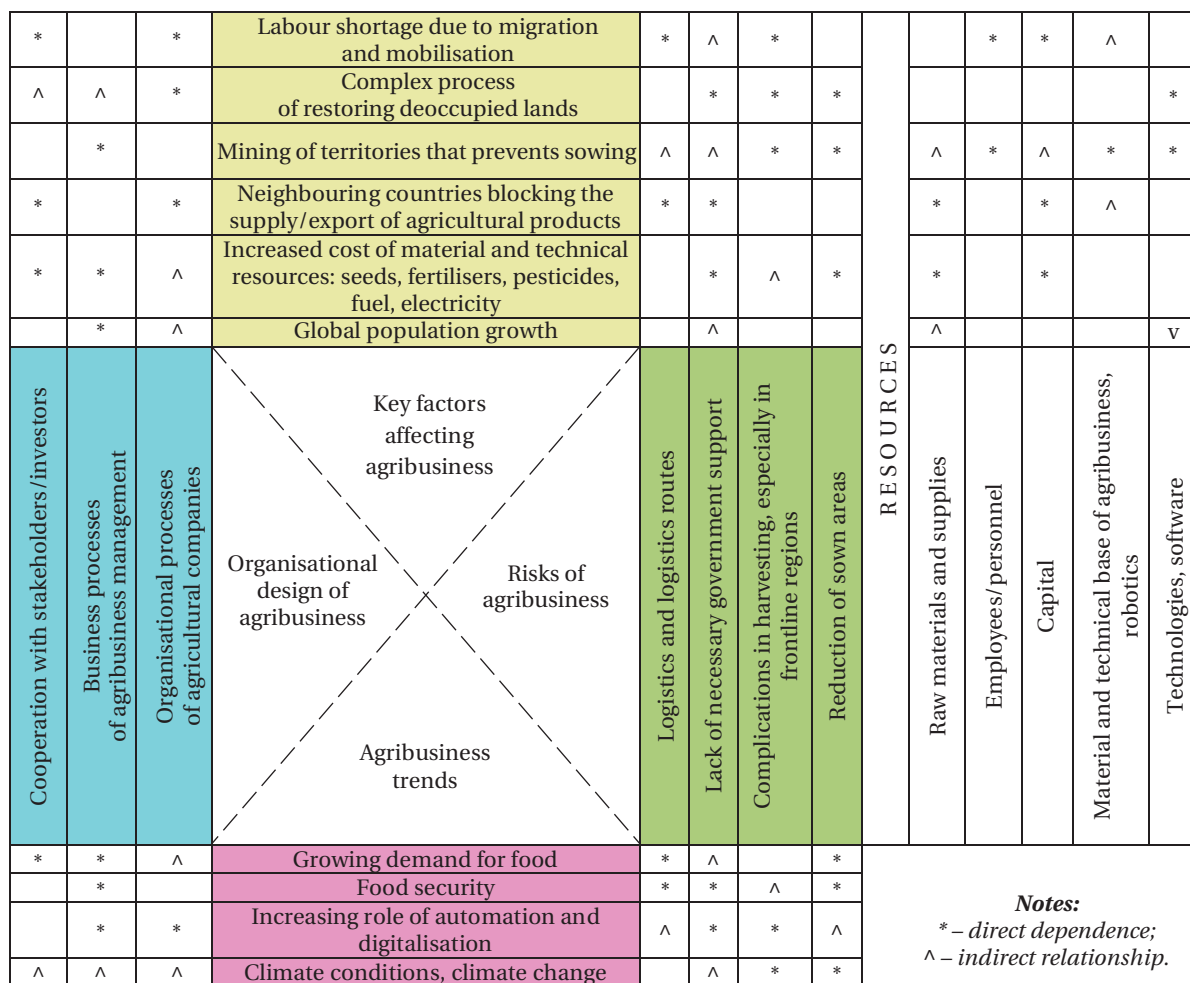 * * Labour shortage due to migration * ^ * * * ^
and mobilisation
^ ^ * Complex process * * * *
of restoring deoccupied lands
* Mining of territories that prevents sowing ^ ^ * * ^ * ^ * *
* * Neighbouring countries blocking the * * * * ^
supply/export of agricultural products
Increased cost of material and technical
* * ^ resources: seeds, fertilisers, pesticides, * ^ * * *
fuel, electricity
* ^ Global population growth ^ ^ v
Cooperation with stakeholders/investors
Business processes
of agribusiness management
Organisational processes
of agricultural companies
Key factors
affecting
agribusiness
Organisational
design of
agribusiness
Risks of
agribusiness
Agribusiness
trends
Logistics and logistics routes
Lack of necessary government support
Complications in harvesting, especially in
frontline regions
Reduction of sown areas
RESOURCES
Raw materials and supplies
Employees/personnel
Capital
Material and technical base of agribusiness,
robotics
Technologies, software
* * ^ Growing demand for food * ^ *
* Food security * * ^ *
* * Increasing role of automation and ^ * * ^
digitalisation
^ ^ ^ Climate conditions, climate change ^ * *
Notes:
* – direct dependence;
^ – indirect relationship.